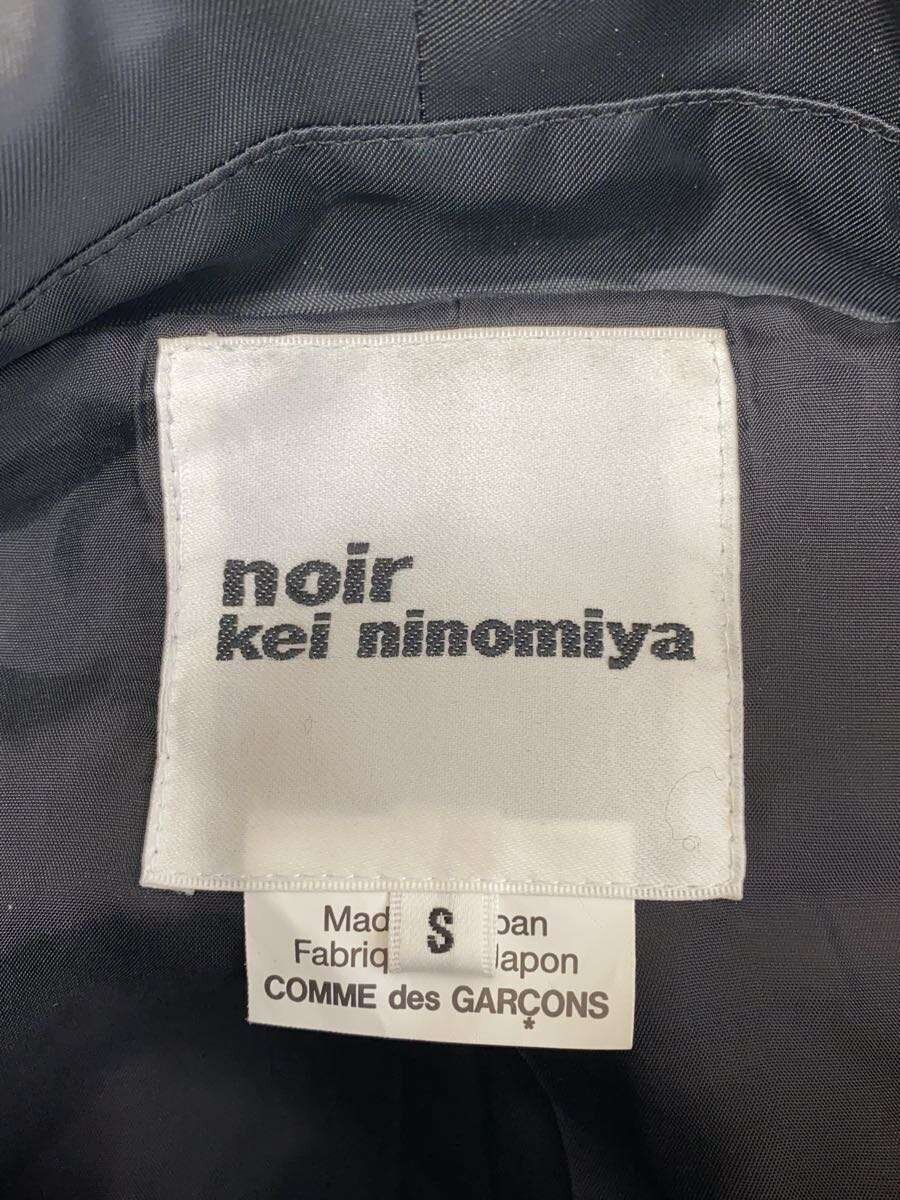 noir
kei ninomiya
S
Mad pan
Fabriq Japon
COMME des GARÇONS
*